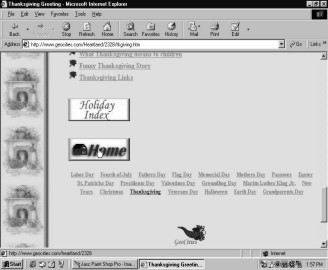 Thanksgiving Greeting - Microsoft Internet Explorer
File Edit View Favorites Tools Help
Back Stop Refresh Home Search Favorites History Mail Print Edit
Address http://www.geocities.com/Heartland/2328/tkgiving.htm Go Links
What Thanksgiving means to children
Funny Thanksgiving Story
Thanksgiving Links
Holiday
Index
Home
Labor Day Fourth of July Fathers Day Flag Day Memorial Day Mothers Day Passover Easter
St. Patricks Day Presidents Day Valentines Day Groundhog Day Martin Luther King Jr. New
Years Christmas Thanksgiving Veterans Day Halloween Earth Day Grandparents Day
GeoCities
http://www.geocities.com/heartland/2328 Internet
Start Jasc Paint Shop Pro - Ima... Thanksgiving Greetin... 1:57 PM